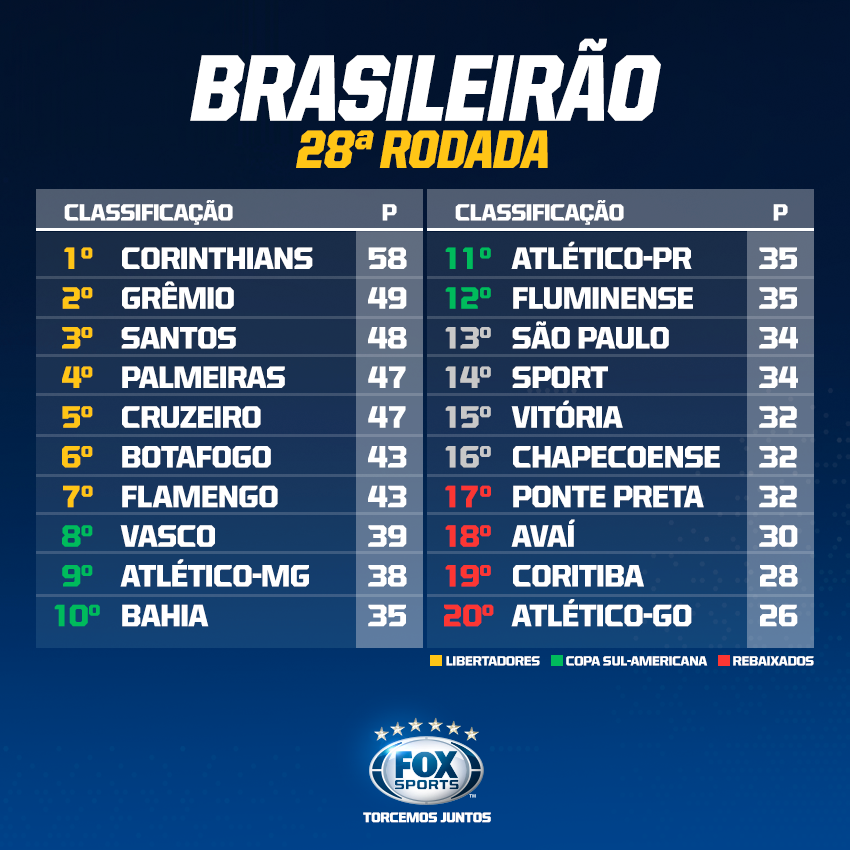 BRASILEIRÃO
28ª RODADA
CLASSIFICAÇÃO P
1º CORINTHIANS 58
2º GRÊMIO 49
3º SANTOS 48
4º PALMEIRAS 47
5º CRUZEIRO 47
6º BOTAFOGO 43
7º FLAMENGO 43
8º VASCO 39
9º ATLÉTICO-MG 38
10º BAHIA 35
CLASSIFICAÇÃO P
11º ATLÉTICO-PR 35
12º FLUMINENSE 35
13º SÃO PAULO 34
14º SPORT 34
15º VITÓRIA 32
16º CHAPECOENSE 32
17º PONTE PRETA 32
18º AVAÍ 30
19º CORITIBA 28
20º ATLÉTICO-GO 26
LIBERTADORES COPA SUL-AMERICANA REBAIXADOS
FOX
SPORTS™
TORCEMOS JUNTOS